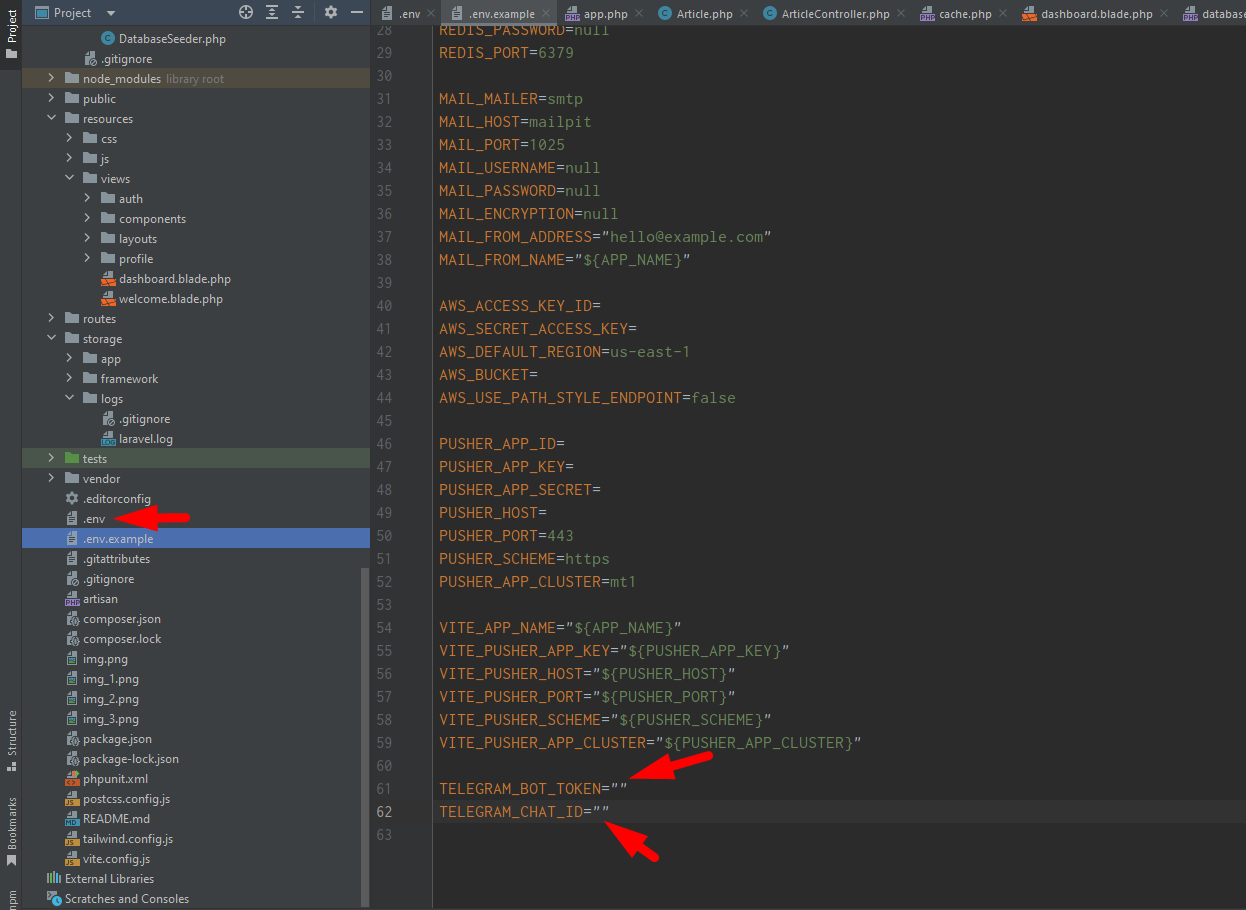 Project
.env
.env.example
app.php
Article.php
ArticleController.php
cache.php
dashboard.blade.php
database
Project
Structure
Bookmarks
npm
DatabaseSeeder.php
.gitignore
node_modules library root
public
resources
css
js
views
auth
components
layouts
profile
dashboard.blade.php
welcome.blade.php
routes
storage
app
framework
logs
.gitignore
laravel.log
tests
vendor
.editorconfig
.env
.env.example
.gitattributes
.gitignore
artisan
composer.json
composer.lock
img.png
img_1.png
img_2.png
img_3.png
package.json
package-lock.json
phpunit.xml
postcss.config.js
README.md
tailwind.config.js
vite.config.js
External Libraries
Scratches and Consoles
28 REDIS_PASSWORD=null
29 REDIS_PORT=6379
30
31 MAIL_MAILER=smtp
32 MAIL_HOST=mailpit
33 MAIL_PORT=1025
34 MAIL_USERNAME=null
35 MAIL_PASSWORD=null
36 MAIL_ENCRYPTION=null
37 MAIL_FROM_ADDRESS="hello@example.com"
38 MAIL_FROM_NAME="${APP_NAME}"
39
40 AWS_ACCESS_KEY_ID=
41 AWS_SECRET_ACCESS_KEY=
42 AWS_DEFAULT_REGION=us-east-1
43 AWS_BUCKET=
44 AWS_USE_PATH_STYLE_ENDPOINT=false
45
46 PUSHER_APP_ID=
47 PUSHER_APP_KEY=
48 PUSHER_APP_SECRET=
49 PUSHER_HOST=
50 PUSHER_PORT=443
51 PUSHER_SCHEME=https
52 PUSHER_APP_CLUSTER=mt1
53
54 VITE_APP_NAME="${APP_NAME}"
55 VITE_PUSHER_APP_KEY="${PUSHER_APP_KEY}"
56 VITE_PUSHER_HOST="${PUSHER_HOST}"
57 VITE_PUSHER_PORT="${PUSHER_PORT}"
58 VITE_PUSHER_SCHEME="${PUSHER_SCHEME}"
59 VITE_PUSHER_APP_CLUSTER="${PUSHER_APP_CLUSTER}"
60
61 TELEGRAM_BOT_TOKEN=""
62 TELEGRAM_CHAT_ID=""
63